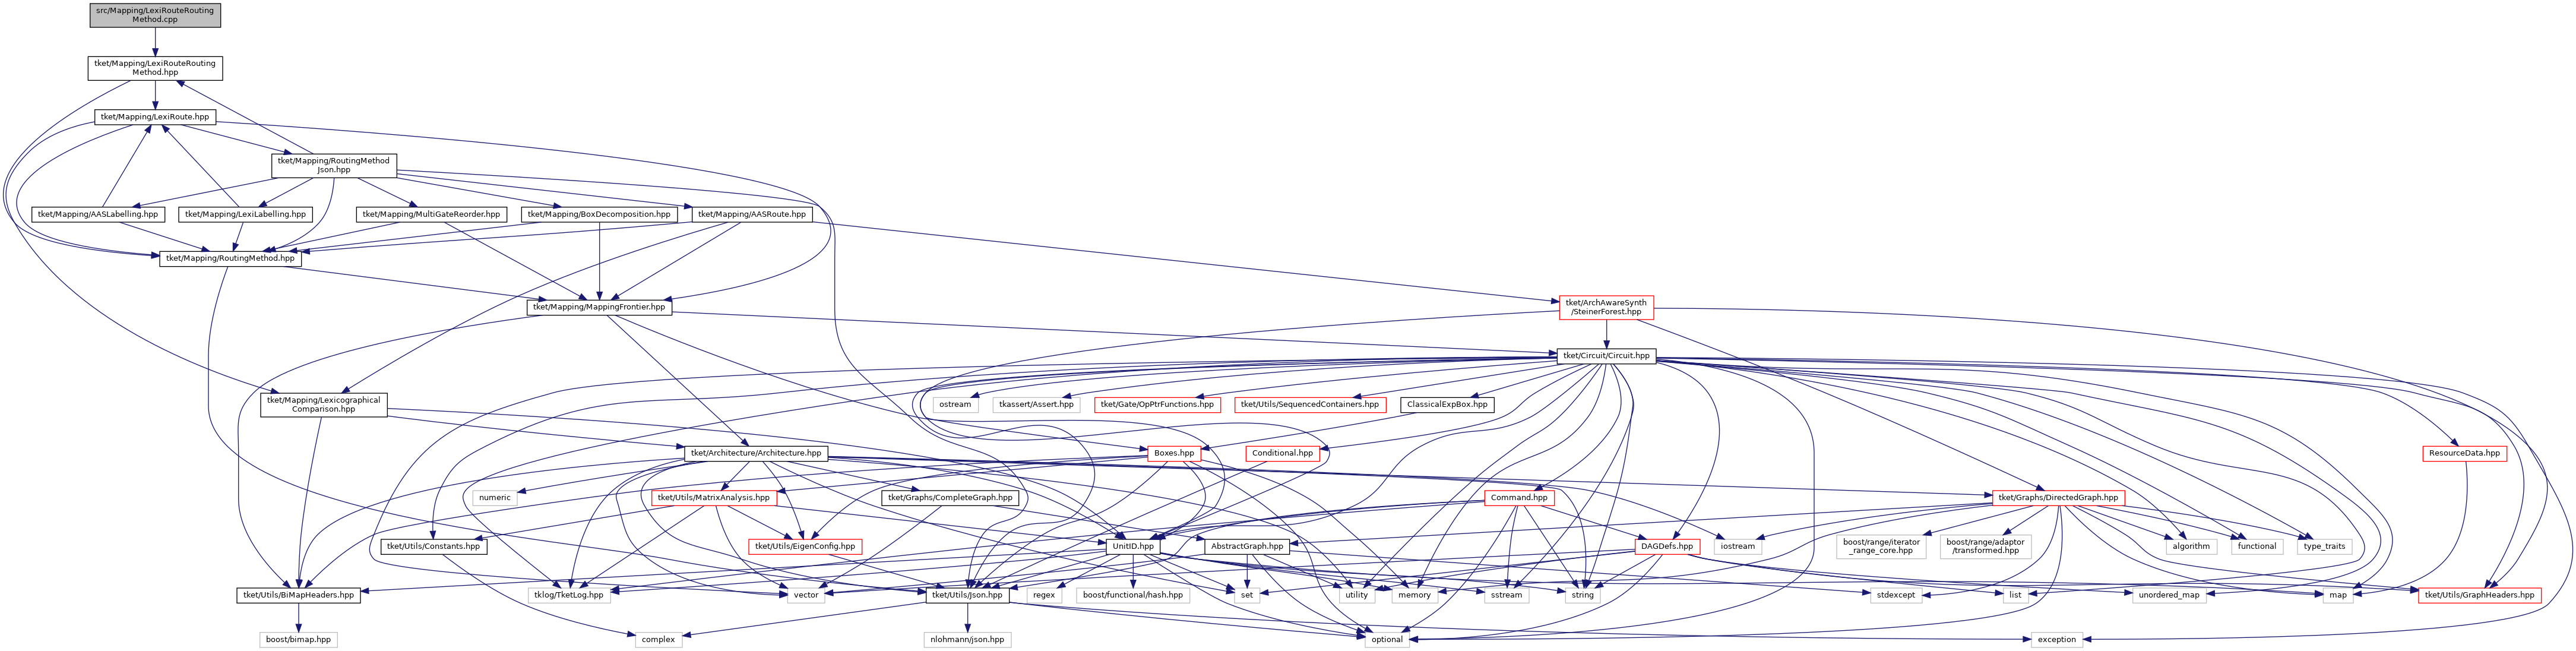 src/Mapping/LexiRouteRouting
Method.cpp
tket/Mapping/LexiRouteRouting
Method.hpp
tket/Mapping/LexiRoute.hpp
tket/Mapping/RoutingMethod
Json.hpp
tket/Mapping/AASLabelling.hpp
tket/Mapping/LexiLabelling.hpp
tket/Mapping/MultiGateReorder.hpp
tket/Mapping/BoxDecomposition.hpp
tket/Mapping/AASRoute.hpp
tket/Mapping/RoutingMethod.hpp
tket/Mapping/MappingFrontier.hpp
tket/ArchAwareSynth
/SteinerForest.hpp
tket/Circuit/Circuit.hpp
tket/Mapping/Lexicographical
Comparison.hpp
ostream
tkassert/Assert.hpp
tket/Gate/OpPtrFunctions.hpp
tket/Utils/SequencedContainers.hpp
ClassicalExpBox.hpp
tket/Architecture/Architecture.hpp
Boxes.hpp
Conditional.hpp
ResourceData.hpp
numeric
tket/Utils/MatrixAnalysis.hpp
tket/Graphs/CompleteGraph.hpp
Command.hpp
tket/Graphs/DirectedGraph.hpp
tket/Utils/Constants.hpp
tket/Utils/EigenConfig.hpp
UnitID.hpp
AbstractGraph.hpp
DAGDefs.hpp
iostream
boost/range/iterator
_range_core.hpp
boost/range/adaptor
/transformed.hpp
algorithm
functional
type_traits
tket/Utils/BiMapHeaders.hpp
tklog/TketLog.hpp
vector
tket/Utils/Json.hpp
regex
boost/functional/hash.hpp
set
utility
memory
sstream
string
stdexcept
list
unordered_map
map
tket/Utils/GraphHeaders.hpp
boost/bimap.hpp
complex
nlohmann/json.hpp
optional
exception